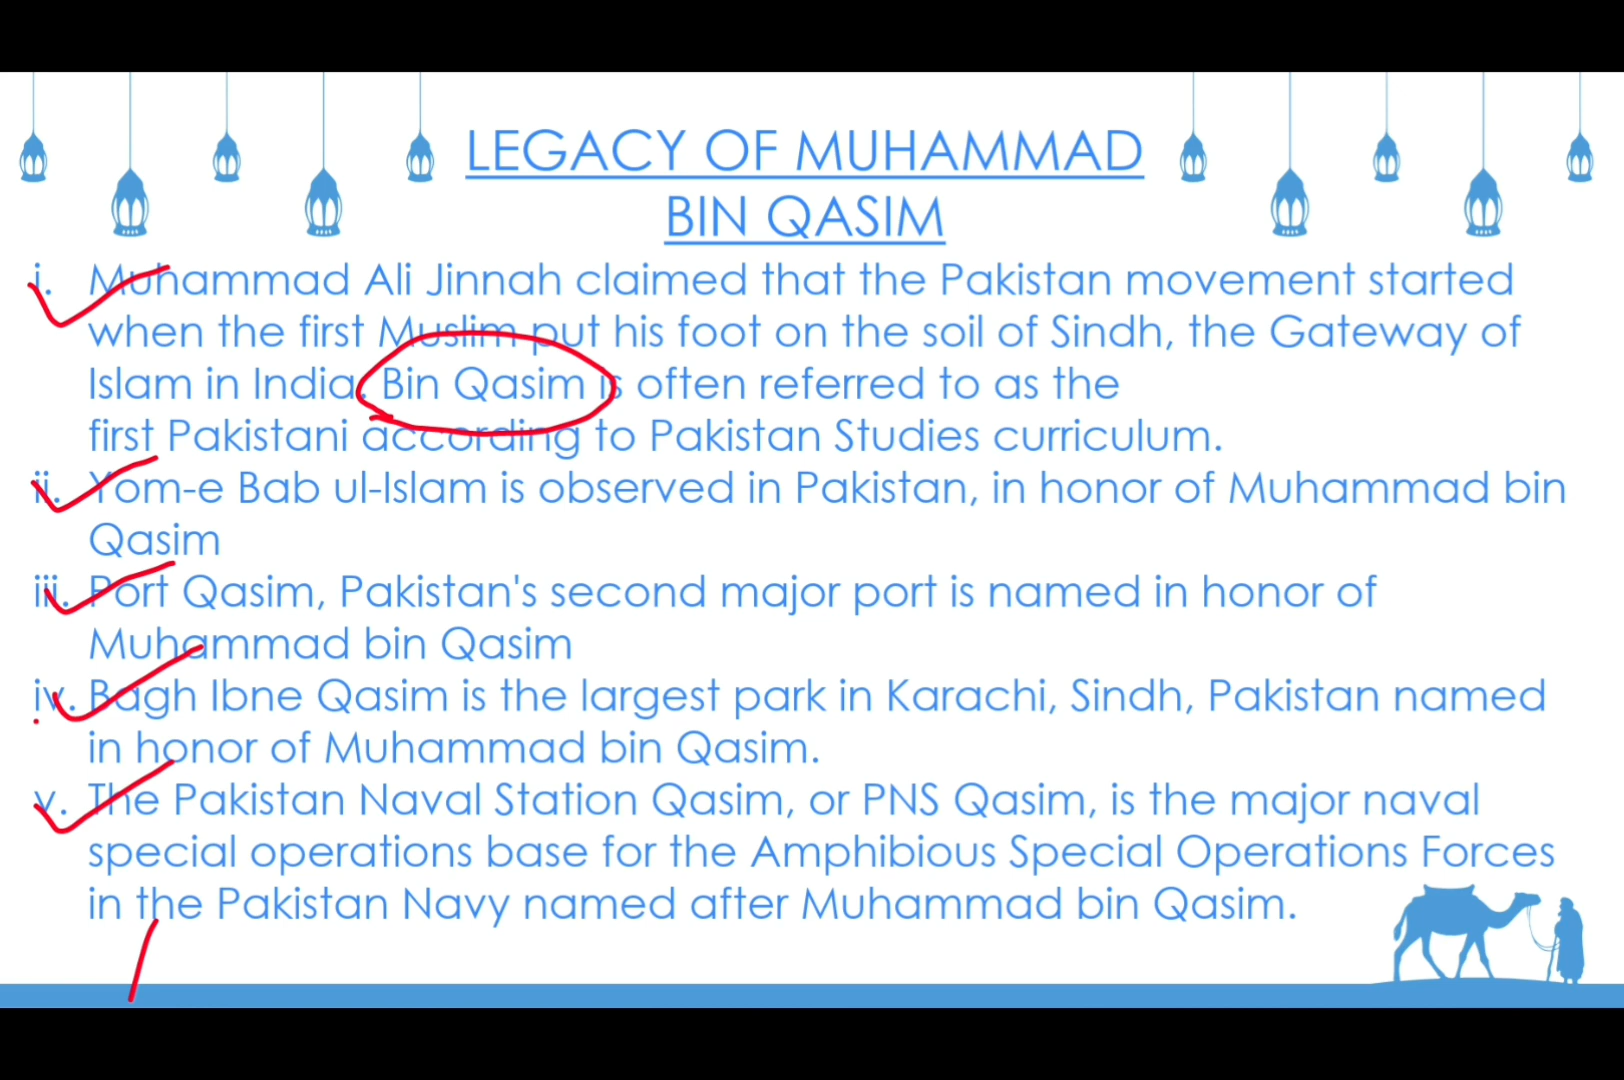 LEGACY OF MUHAMMAD
BIN QASIM
i. Muhammad Ali Jinnah claimed that the Pakistan movement started
when the first Muslim put his foot on the soil of Sindh, the Gateway of
Islam in India. Bin Qasim is often referred to as the
first Pakistani according to Pakistan Studies curriculum.
ii. Yom-e Bab ul-Islam is observed in Pakistan, in honor of Muhammad bin
Qasim
iii. Port Qasim, Pakistan's second major port is named in honor of
Muhammad bin Qasim
iv. Bagh Ibne Qasim is the largest park in Karachi, Sindh, Pakistan named
in honor of Muhammad bin Qasim.
v. The Pakistan Naval Station Qasim, or PNS Qasim, is the major naval
special operations base for the Amphibious Special Operations Forces
in the Pakistan Navy named after Muhammad bin Qasim.